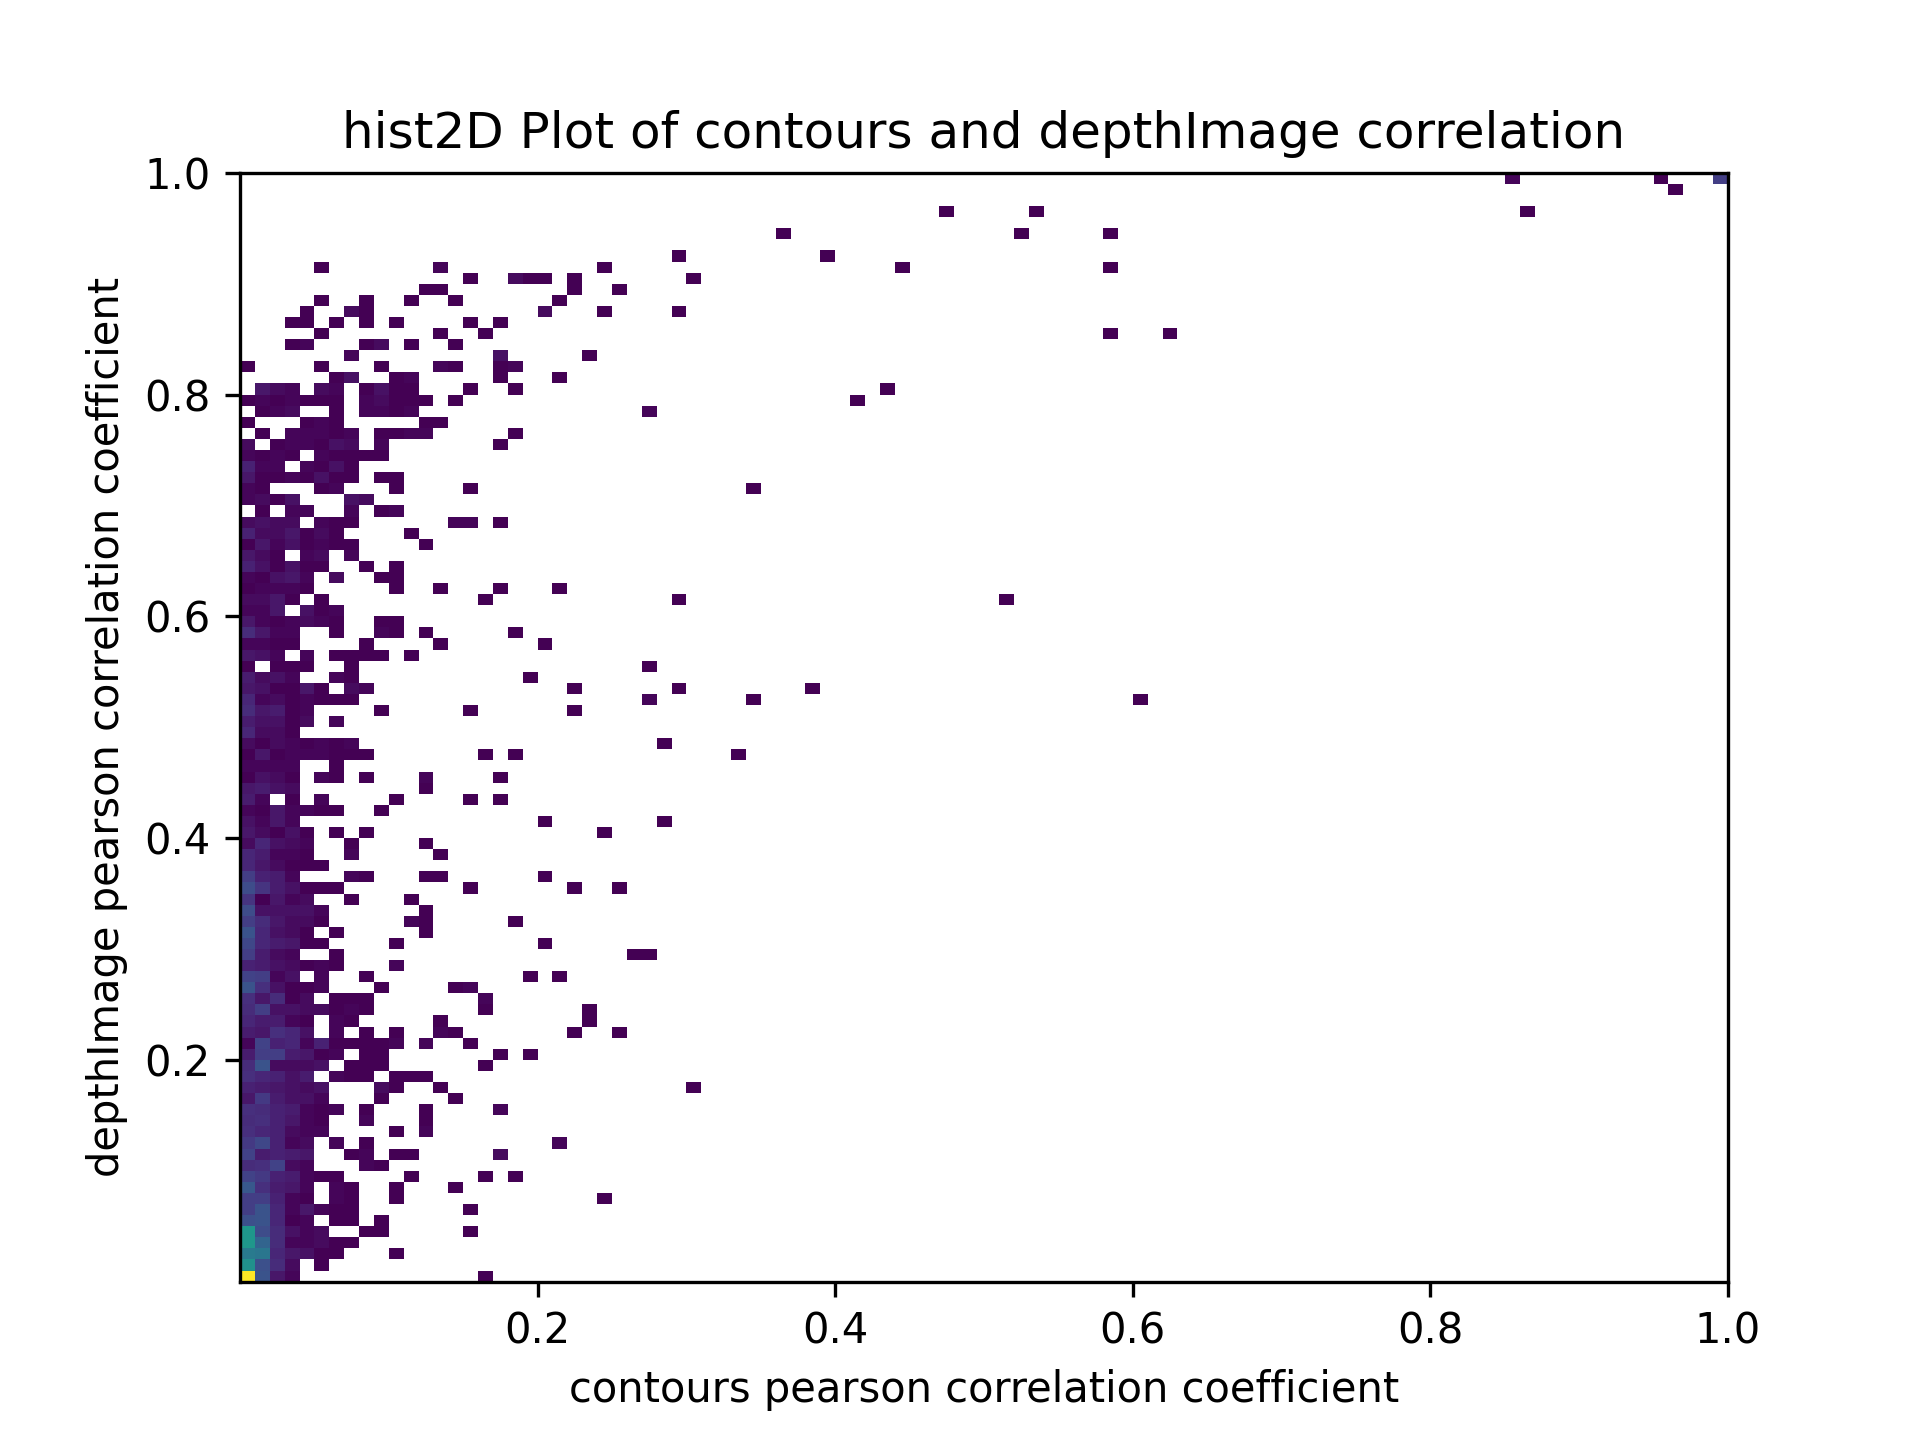 hist2D Plot of contours and depthImage correlation
1.0
0.8
0.6
0.4
0.2
depthImage pearson correlation coefficient
0.2 0.4 0.6 0.8 1.0
contours pearson correlation coefficient